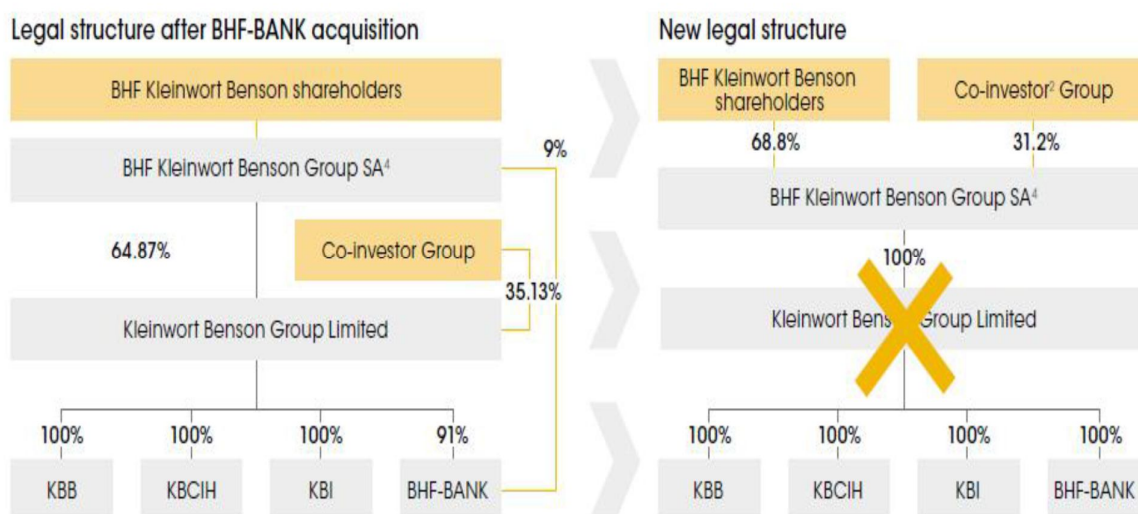 Legal structure after BHF-BANK acquisition
BHF Kleinwort Benson shareholders
9%
BHF Kleinwort Benson Group SA⁴
64.87%
Co-investor Group
35.13%
Kleinwort Benson Group Limited
100%
100%
100%
91%
KBB
KBCIH
KBI
BHF-BANK
New legal structure
BHF Kleinwort Benson
shareholders
Co-investor² Group
68.8%
31.2%
BHF Kleinwort Benson Group SA⁴
100%
Kleinwort Benson Group Limited
100%
100%
100%
100%
KBB
KBCIH
KBI
BHF-BANK